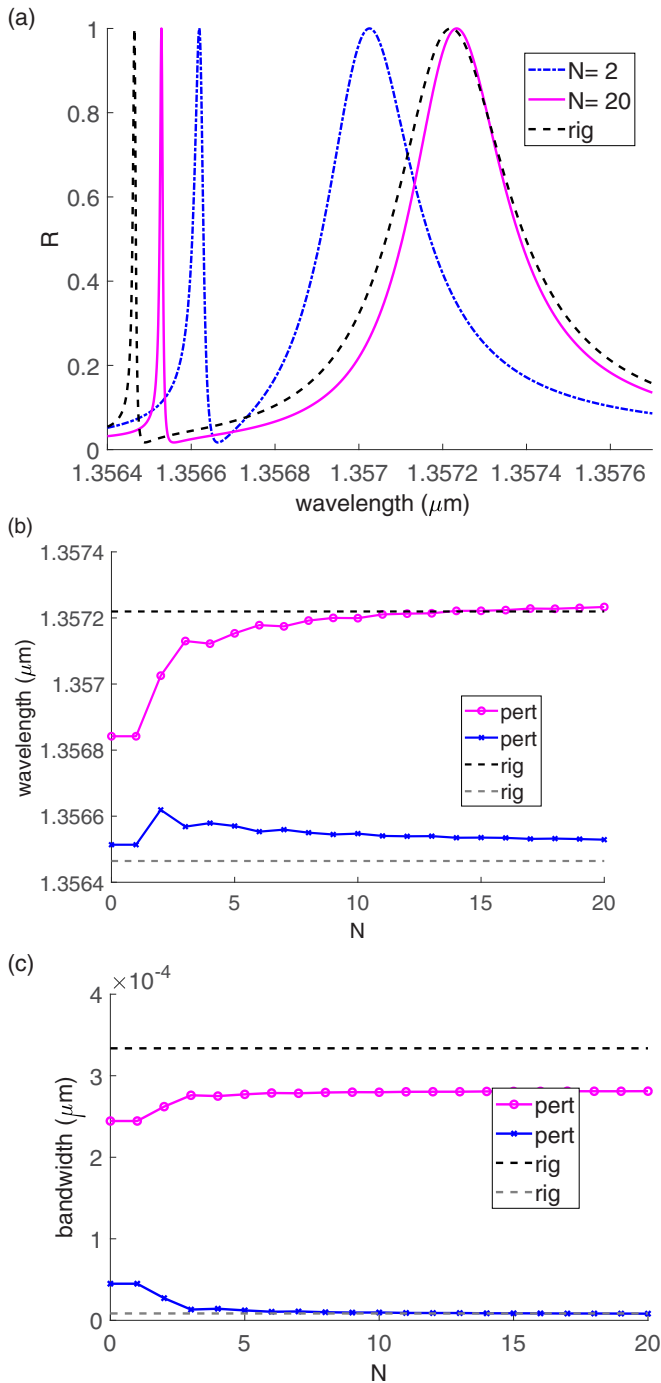 (a)
1
0.8
0.6
0.4
0.2
0
R
N= 2
N= 20
rig
1.3564 1.3566 1.3568 1.357 1.3572 1.3574 1.3576
wavelength (μm)
(b)
1.3574
1.3572
1.357
1.3568
1.3566
1.3564
wavelength (μm)
pert
pert
rig
rig
0 5 10 15 20
N
(c)
×10-4
4
3
2
1
0
bandwidth (μm)
pert
pert
rig
rig
0 5 10 15 20
N